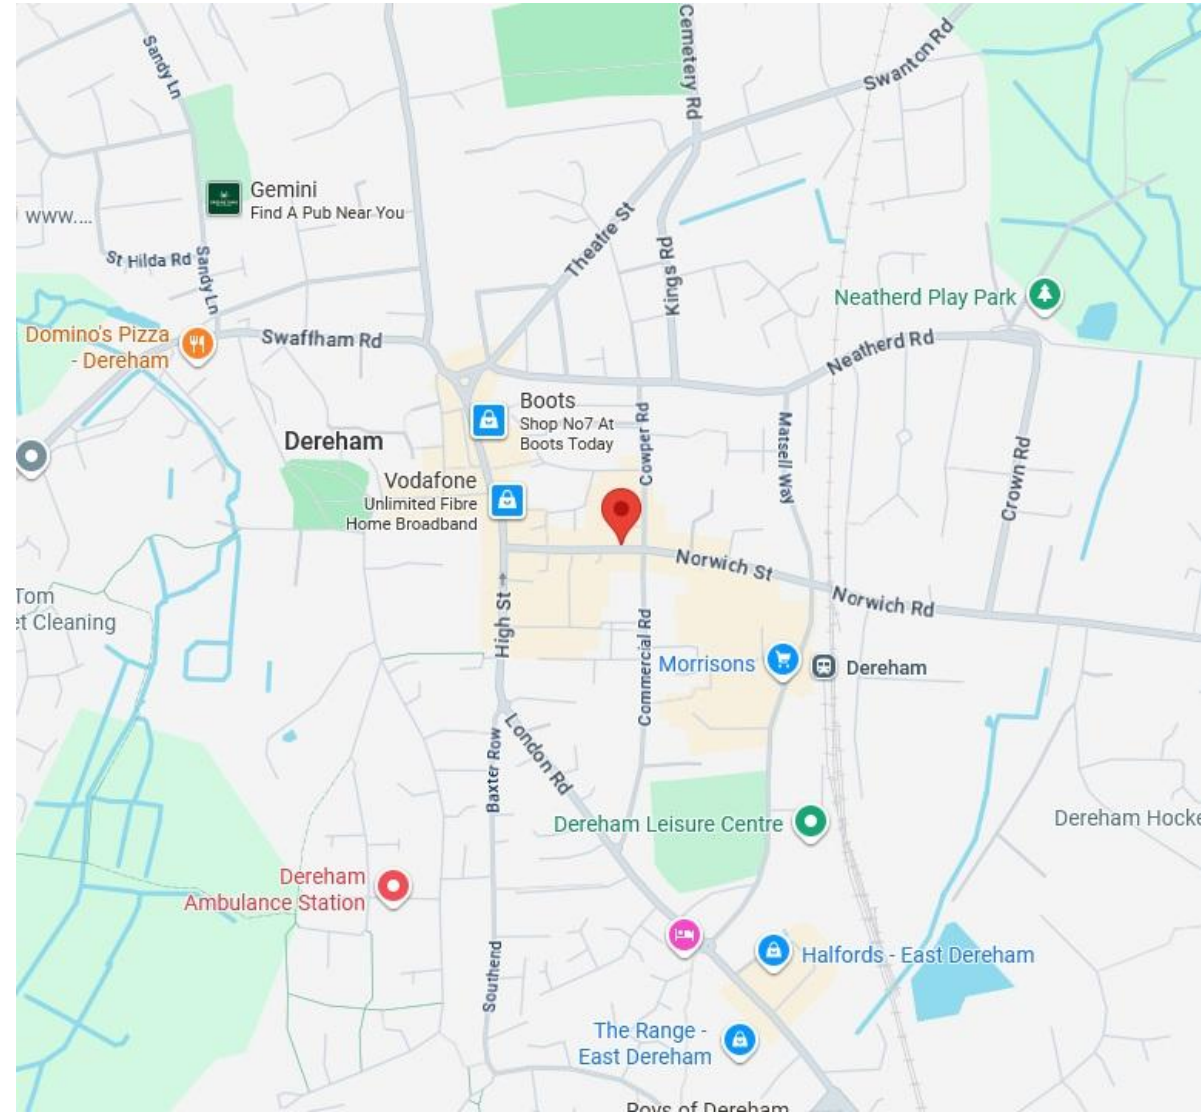 Sandy Ln
Cemetery Rd
Swanton Rd
Gemini
Find A Pub Near You
www....
St Hilda Rd
Sandy Ln
Theatre St
Kings Rd
Neatherd Play Park
Domino's Pizza
- Dereham
Swaffham Rd
Neatherd Rd
Boots
Shop No7 At
Boots Today
Dereham
Cowper Rd
Matsell Way
Crown Rd
Vodafone
Unlimited Fibre
Home Broadband
Norwich St
Norwich Rd
High St
Tom
et Cleaning
Commercial Rd
Morrisons
Dereham
London Rd
Baxter Row
Dereham Leisure Centre
Dereham Hocke
Dereham
Ambulance Station
Halfords - East Dereham
Southend
The Range -
East Dereham
Roys of Dereham